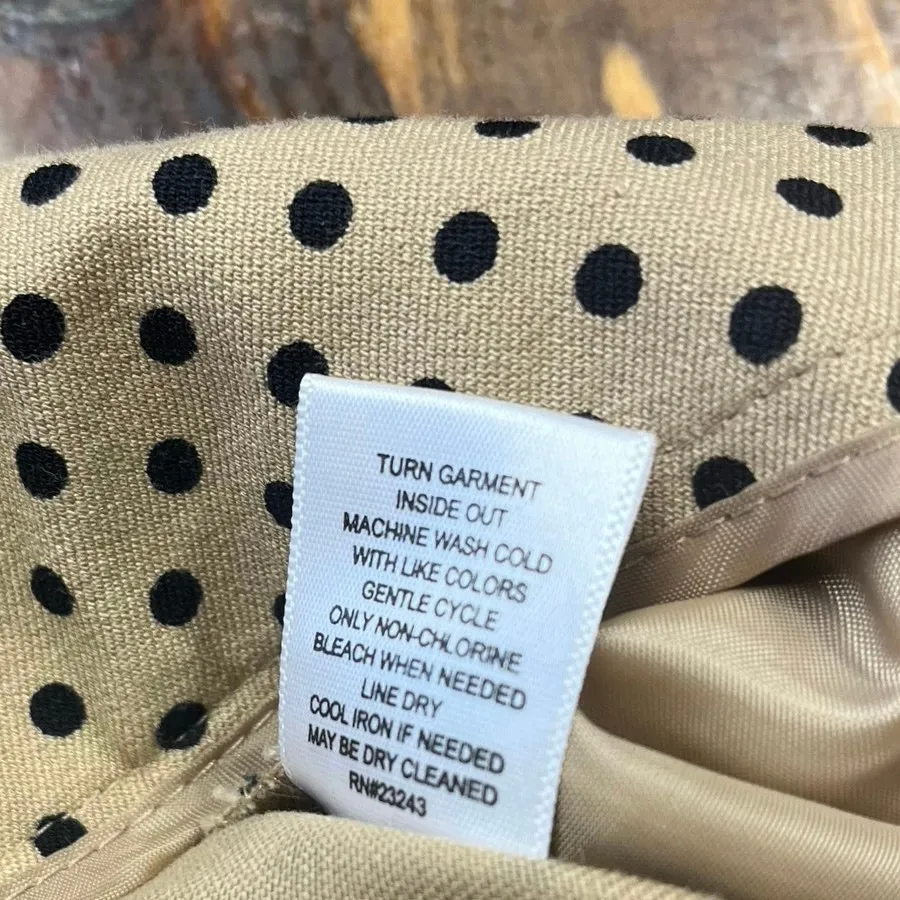 TURN GARMENT
INSIDE OUT
MACHINE WASH COLD
WITH LIKE COLORS
GENTLE CYCLE
ONLY NON-CHLORINE
BLEACH WHEN NEEDED
LINE DRY
COOL IRON IF NEEDED
MAY BE DRY CLEANED
RN#23243